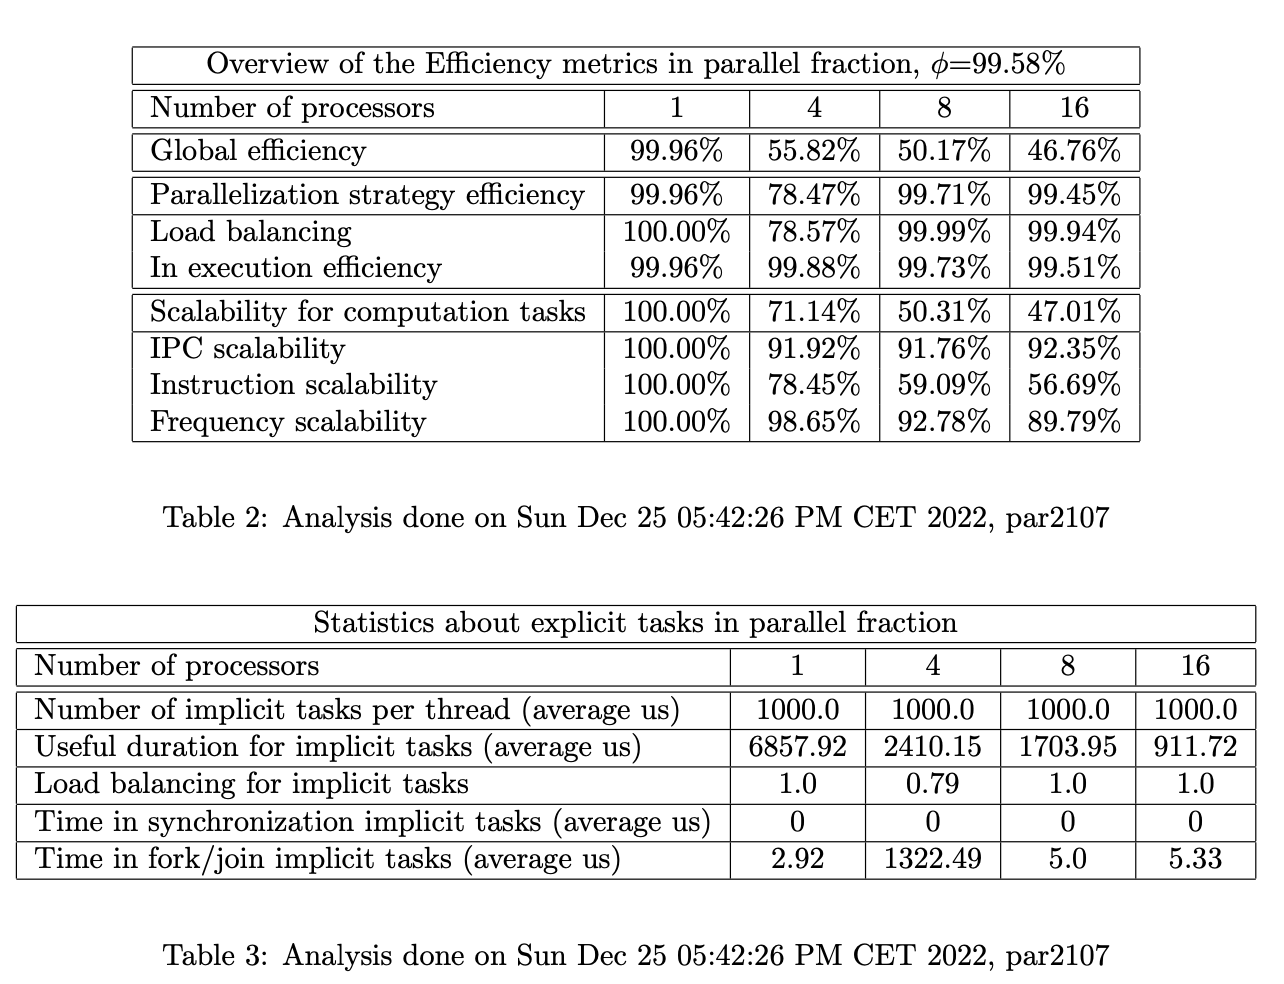 Overview of the Efficiency metrics in parallel fraction, ϕ=99.58%
Number of processors 1 4 8 16
Global efficiency 99.96% 55.82% 50.17% 46.76%
Parallelization strategy efficiency 99.96% 78.47% 99.71% 99.45%
Load balancing 100.00% 78.57% 99.99% 99.94%
In execution efficiency 99.96% 99.88% 99.73% 99.51%
Scalability for computation tasks 100.00% 71.14% 50.31% 47.01%
IPC scalability 100.00% 91.92% 91.76% 92.35%
Instruction scalability 100.00% 78.45% 59.09% 56.69%
Frequency scalability 100.00% 98.65% 92.78% 89.79%
Table 2: Analysis done on Sun Dec 25 05:42:26 PM CET 2022, par2107
Statistics about explicit tasks in parallel fraction
Number of processors 1 4 8 16
Number of implicit tasks per thread (average us) 1000.0 1000.0 1000.0 1000.0
Useful duration for implicit tasks (average us) 6857.92 2410.15 1703.95 911.72
Load balancing for implicit tasks 1.0 0.79 1.0 1.0
Time in synchronization implicit tasks (average us) 0 0 0 0
Time in fork/join implicit tasks (average us) 2.92 1322.49 5.0 5.33
Table 3: Analysis done on Sun Dec 25 05:42:26 PM CET 2022, par2107